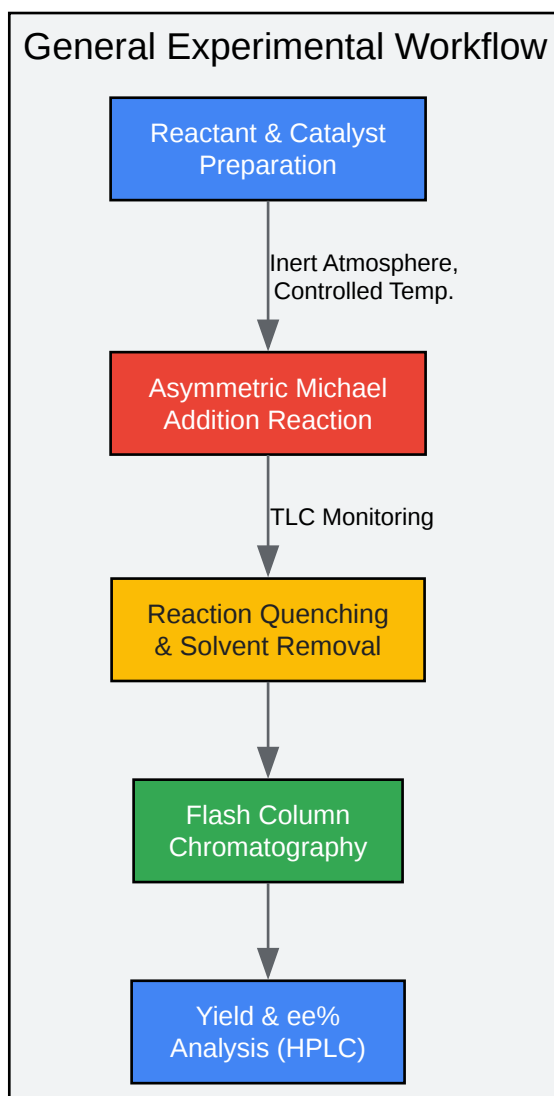 General Experimental Workflow
Reactant & Catalyst
Preparation
Inert Atmosphere,
Controlled Temp.
Asymmetric Michael
Addition Reaction
TLC Monitoring
Reaction Quenching
& Solvent Removal
Flash Column
Chromatography
Yield & ee%
Analysis (HPLC)